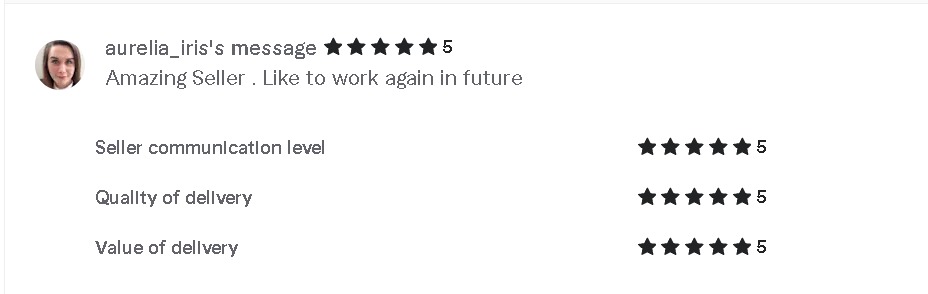 aurelia_iris's message ★★★★★ 5
Amazing Seller . Like to work again in future
Seller communication level ★★★★★ 5
Quality of delivery ★★★★★ 5
Value of delivery ★★★★★ 5